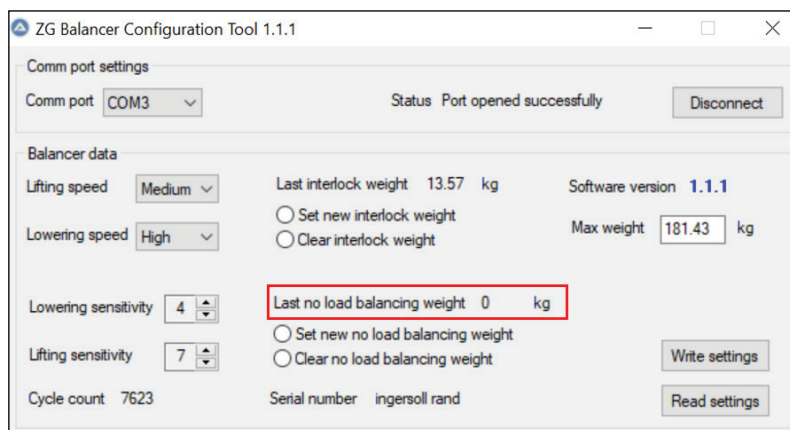 ZG Balancer Configuration Tool 1.1.1
Comm port settings
Comm port COM3 Status Port opened successfully Disconnect
Balancer data
Lifting speed Medium Last interlock weight 13.57 kg Software version 1.1.1
Set new interlock weight
Lowering speed High Clear interlock weight Max weight 181.43 kg
Lowering sensitivity 4 Last no load balancing weight 0 kg
Set new no load balancing weight
Lifting sensitivity 7 Clear no load balancing weight Write settings
Cycle count 7623 Serial number ingersoll rand Read settings